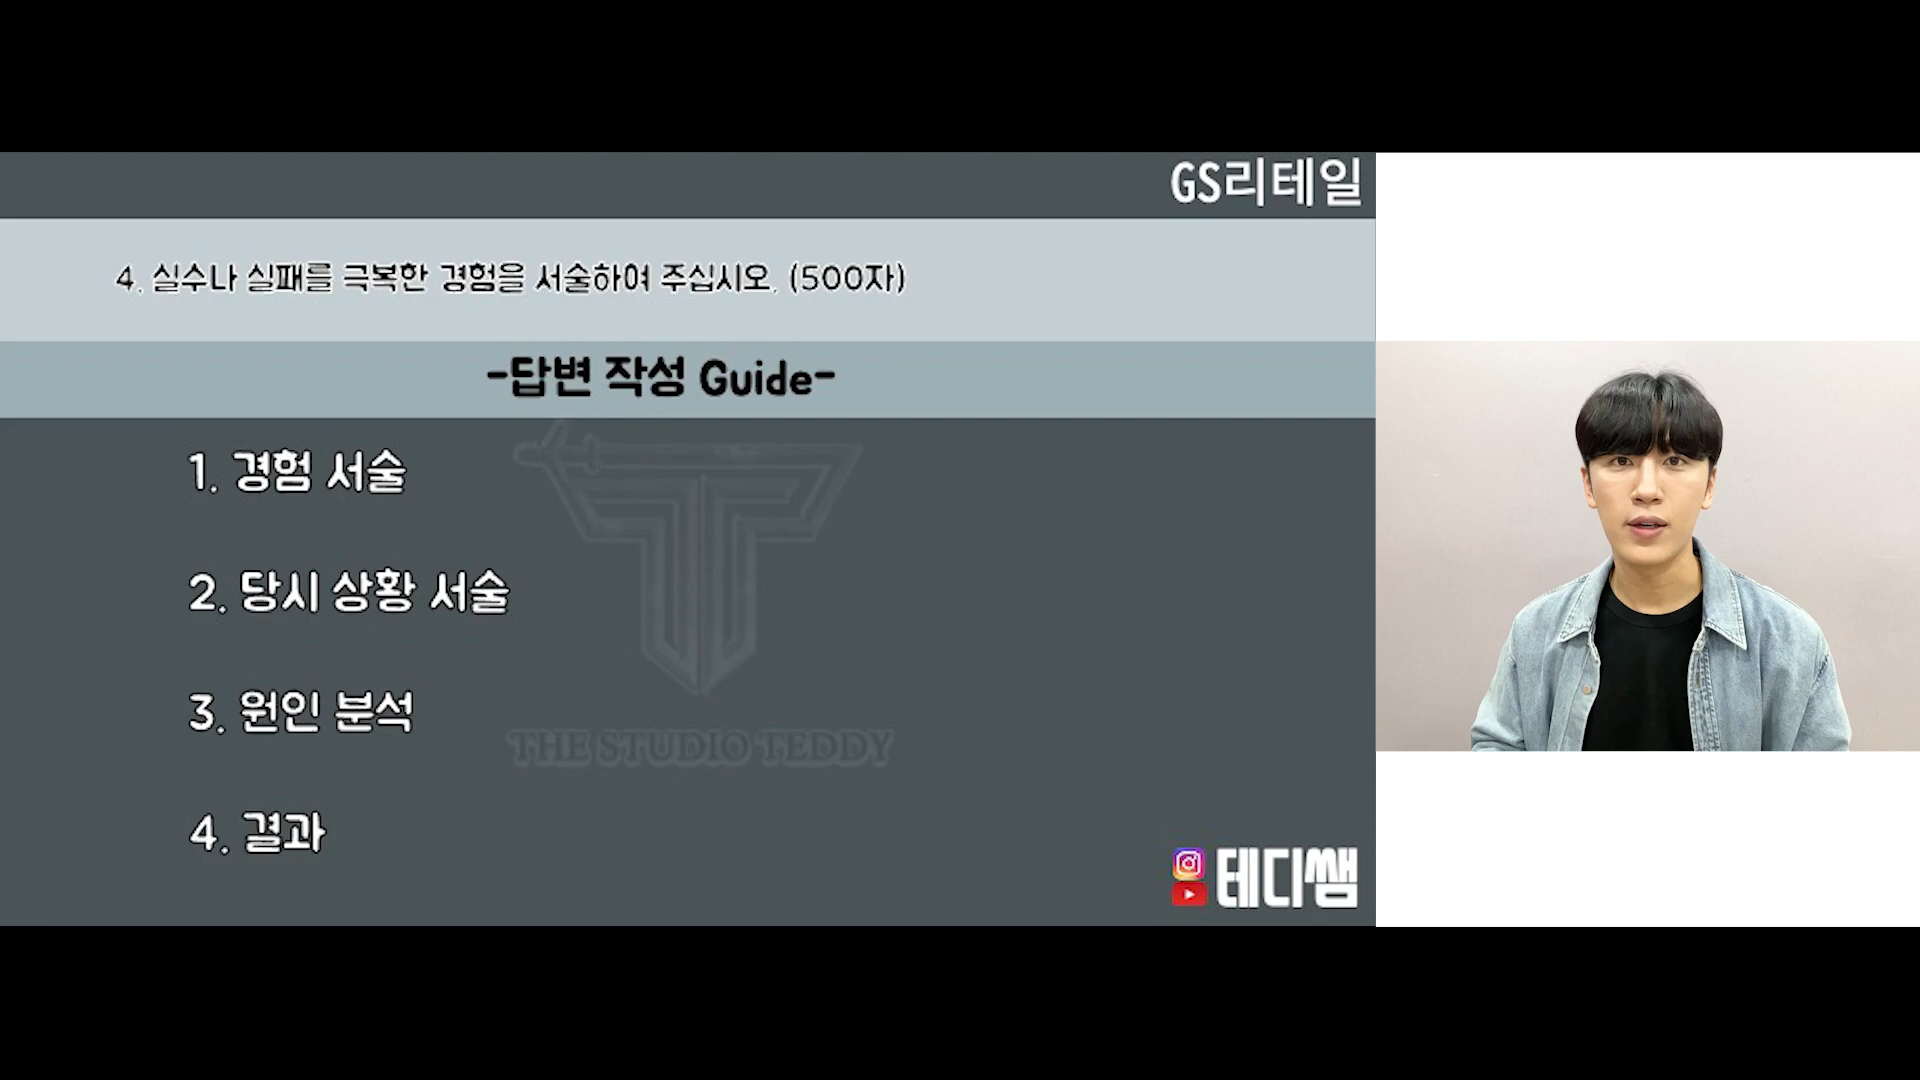 GS리테일
4. 실수나 실패를 극복한 경험을 서술하여 주십시오. (500자)
-답변 작성 Guide-
1. 경험 서술
2. 당시 상황 서술
3. 원인 분석
4. 결과
THE STUDIO TEDDY
테디쌤